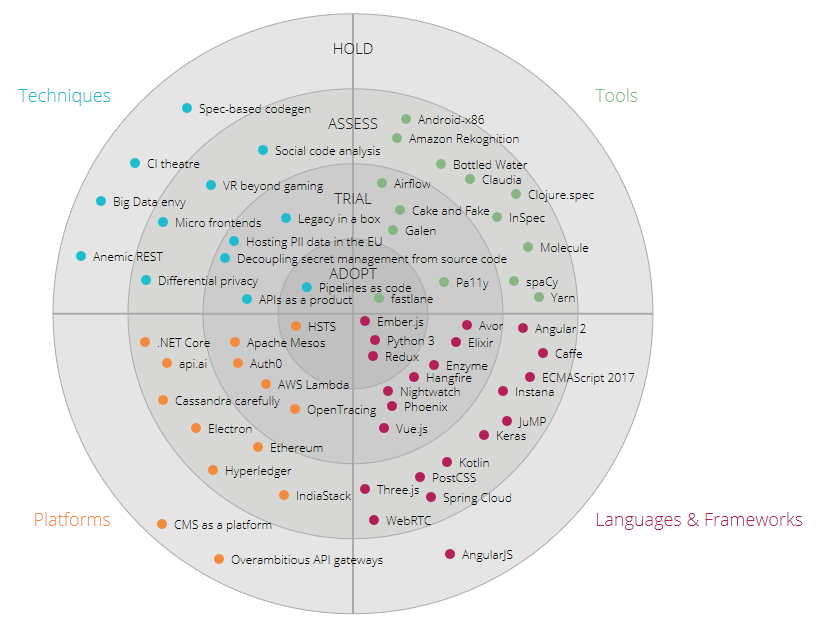 HOLD
Techniques
Tools
Spec-based codegen
Android-x86
ASSESS
Amazon Rekognition
Social code analysis
CI theatre
Bottled Water
VR beyond gaming
Airflow
Claudia
Big Data envy
TRIAL
Clojure.spec
Micro frontends
Legacy in a box
Cake and Fake
InSpec
Galen
Hosting PII data in the EU
Molecule
Anemic REST
Decoupling secret management from source code
ADOPT
Differential privacy
Pipelines as code
Pa11y
spaCy
APIs as a product
fastlane
Yarn
HSTS
Ember.js
Avor
Angular 2
.NET Core
Apache Mesos
Python 3
Elixir
Caffe
api.ai
Auth0
Redux
Enzyme
AWS Lambda
Hangfire
ECMAScript 2017
Nightwatch
Instana
Cassandra carefully
OpenTracing
Phoenix
Electron
Vue.js
JuMP
Keras
Ethereum
Hyperledger
Kotlin
PostCSS
IndiaStack
Three.js
Spring Cloud
Platforms
CMS as a platform
WebRTC
Languages & Frameworks
Overambitious API gateways
AngularJS